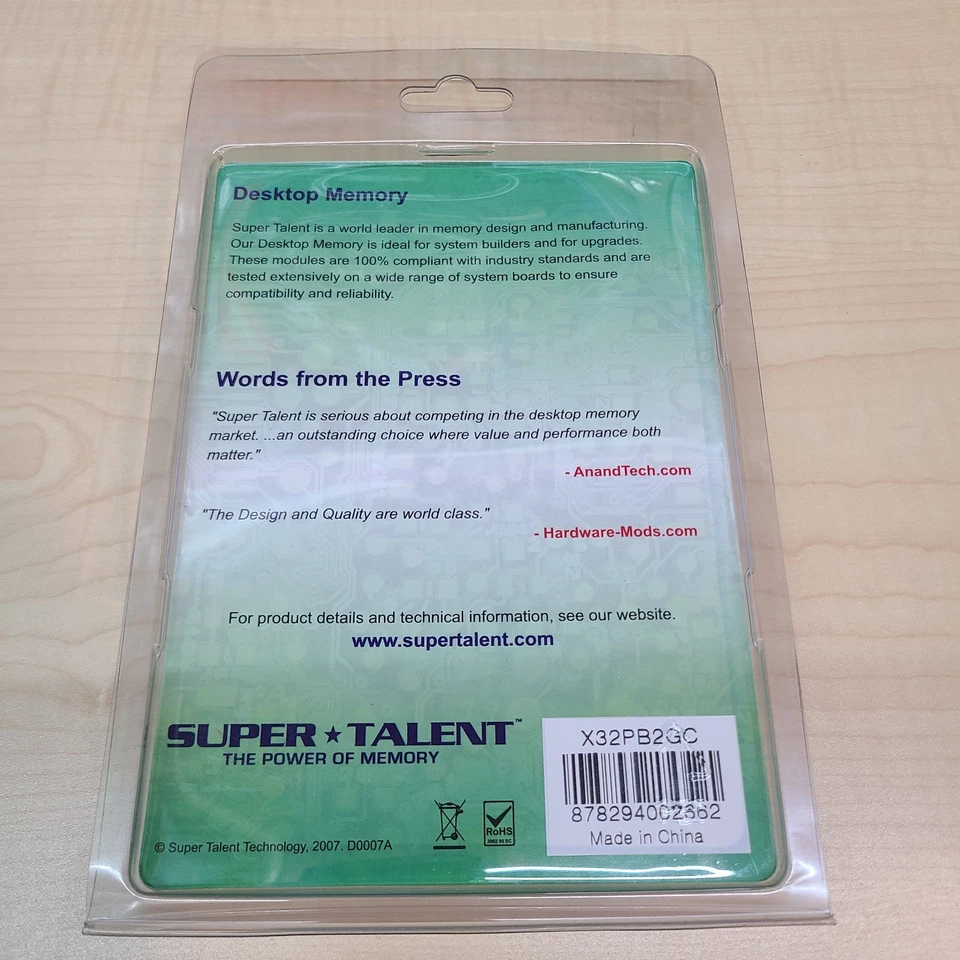 Desktop Memory
Super Talent is a world leader in memory design and manufacturing.
Our Desktop Memory is ideal for system builders and for upgrades.
These modules are 100% compliant with industry standards and are
tested extensively on a wide range of system boards to ensure
compatibility and reliability.
Words from the Press
"Super Talent is serious about competing in the desktop memory
market. ...an outstanding choice where value and performance both
matter."
- AnandTech.com
"The Design and Quality are world class."
- Hardware-Mods.com
For product details and technical information, see our website.
www.supertalent.com
SUPER★TALENT™
THE POWER OF MEMORY
X32PB2GC
878294002362
Made in China
RoHS
2002 95 EC
© Super Talent Technology, 2007. D0007A